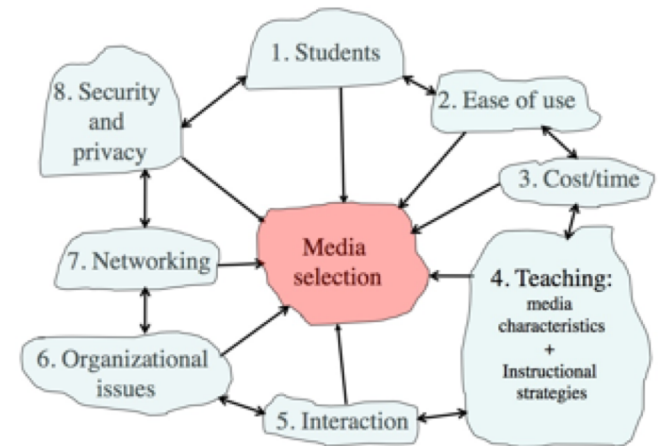 1. Students
2. Ease of use
3. Cost/time
4. Teaching:
media
characteristics
+
Instructional
strategies
5. Interaction
6. Organizational
issues
7. Networking
8. Security
and
privacy
Media
selection